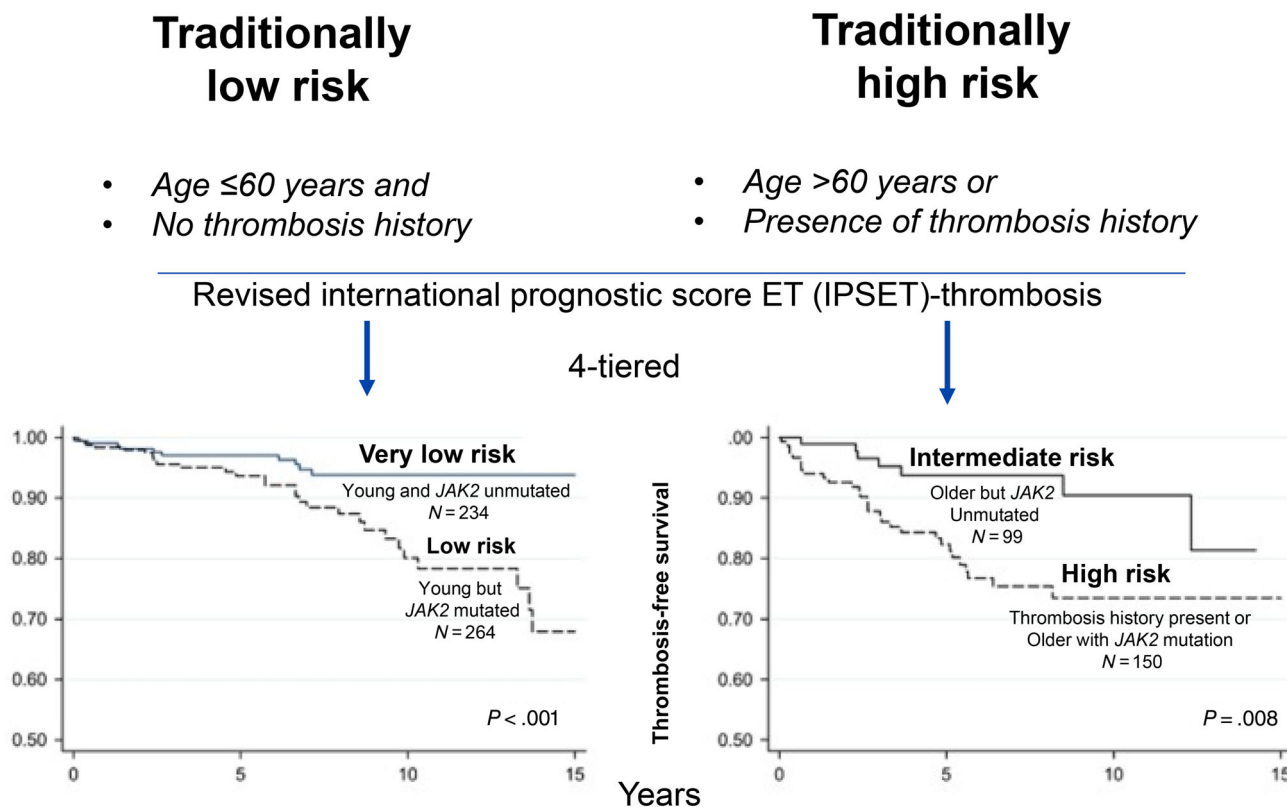 Traditionally
low risk
Traditionally
high risk
• Age ≤60 years and
• No thrombosis history
• Age >60 years or
• Presence of thrombosis history
Revised international prognostic score ET (IPSET)-thrombosis
4-tiered
1.00
0.90
0.80
0.70
0.60
0.50
Very low risk
Young and JAK2 unmutated
N = 234
Low risk
Young but
JAK2 mutated
N = 264
P < .001
0
5
10
15
Thrombosis-free survival
.00
0.90
0.80
0.70
0.60
0.50
Intermediate risk
Older but JAK2
Unmutated
N = 99
High risk
Thrombosis history present or
Older with JAK2 mutation
N = 150
P = .008
0
5
10
15
Years